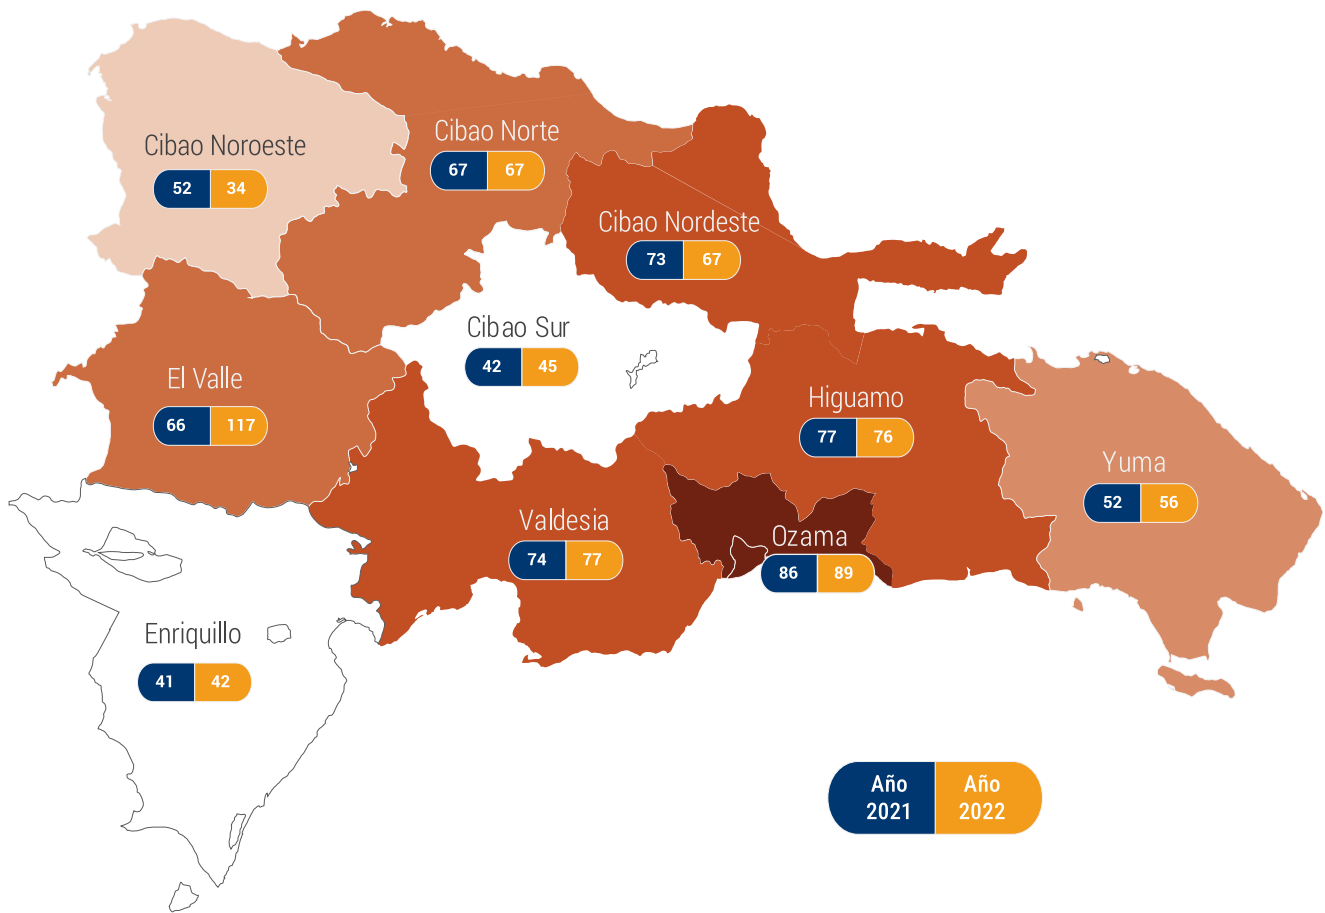 Cibao Noroeste
52 34
Cibao Norte
67 67
Cibao Nordeste
73 67
Cibao Sur
42 45
El Valle
66 117
Higuamo
77 76
Yuma
52 56
Valdesia
74 77
Ozama
86 89
Enriquillo
41 42
Año 2021
Año 2022